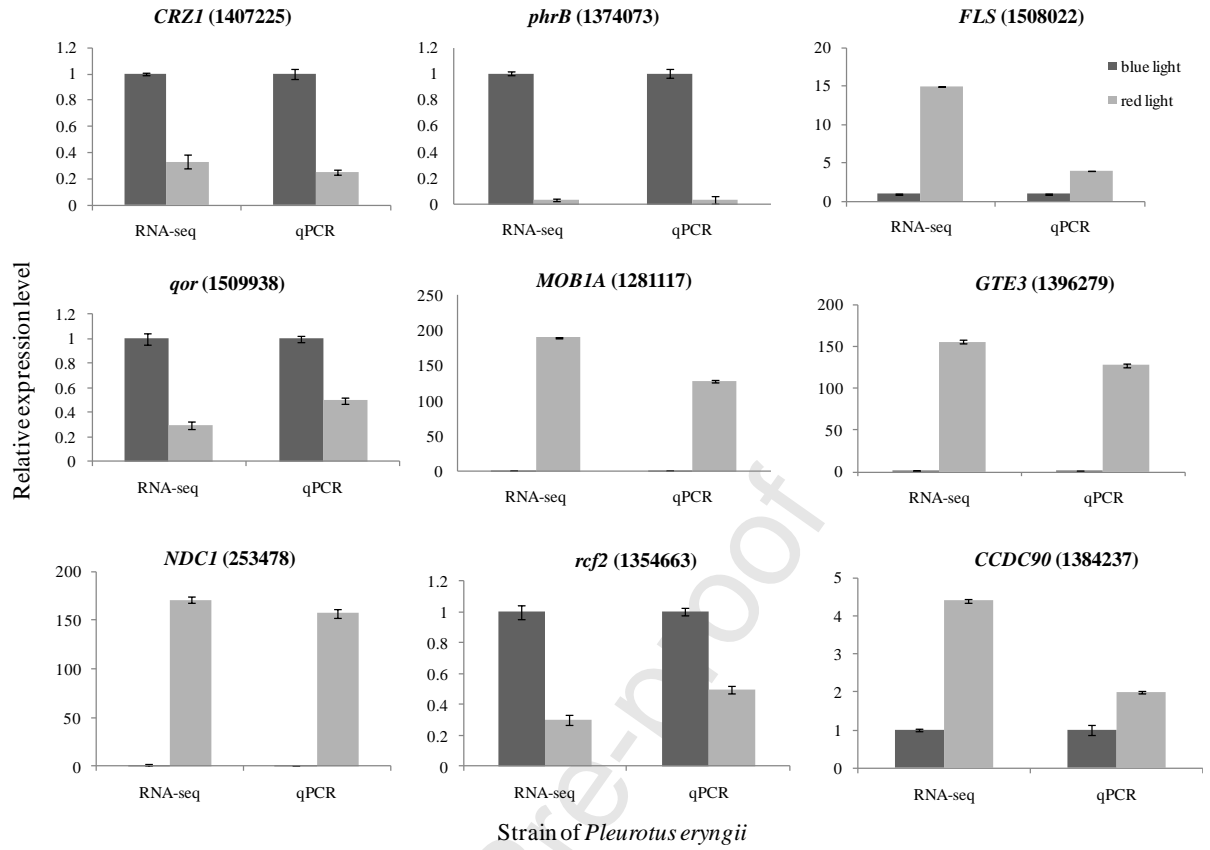 CRZ1 (1407225)
1.2
1
0.8
0.6
0.4
0.2
0
RNA-seq
qPCR
phrB (1374073)
1.2
1
0.8
0.6
0.4
0.2
0
RNA-seq
qPCR
FLS (1508022)
20
15
10
5
0
RNA-seq
qPCR
blue light
red light
Relative expression level
qor (1509938)
1.2
1
0.8
0.6
0.4
0.2
0
RNA-seq
qPCR
MOB1A (1281117)
250
200
150
100
50
0
RNA-seq
qPCR
GTE3 (1396279)
200
150
100
50
0
RNA-seq
qPCR
NDC1 (253478)
200
150
100
50
0
RNA-seq
qPCR
rcf2 (1354663)
1.2
1
0.8
0.6
0.4
0.2
0
RNA-seq
qPCR
CCDC90 (1384237)
5
4
3
2
1
0
RNA-seq
qPCR
Strain of Pleurotus eryngii
re-proof